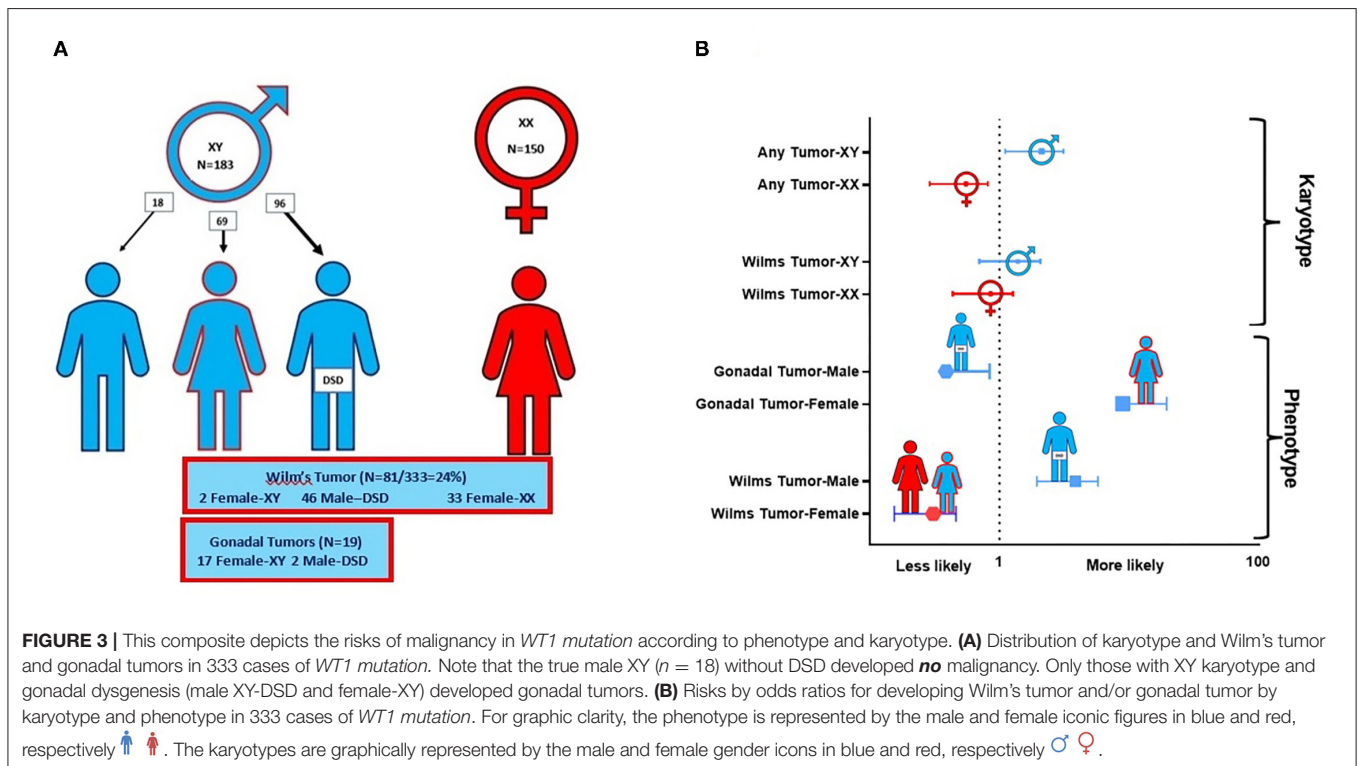 A
XY
N=183
XX
N=150
18
69
96
DSD
Wilm's Tumor (N=81/333=24%)
2 Female-XY 46 Male–DSD 33 Female-XX
Gonadal Tumors (N=19)
17 Female-XY 2 Male-DSD
B
Any Tumor-XY
Any Tumor-XX
Wilms Tumor-XY
Wilms Tumor-XX
Gonadal Tumor-Male
Gonadal Tumor-Female
Wilms Tumor-Male
Wilms Tumor-Female
Less likely 1 More likely 100
Karyotype
Phenotype
FIGURE 3 | This composite depicts the risks of malignancy in WT1 mutation according to phenotype and karyotype. (A) Distribution of karyotype and Wilm's tumor
and gonadal tumors in 333 cases of WT1 mutation. Note that the true male XY (n = 18) without DSD developed no malignancy. Only those with XY karyotype and
gonadal dysgenesis (male XY-DSD and female-XY) developed gonadal tumors. (B) Risks by odds ratios for developing Wilm's tumor and/or gonadal tumor by
karyotype and phenotype in 333 cases of WT1 mutation. For graphic clarity, the phenotype is represented by the male and female iconic figures in blue and red,
respectively . The karyotypes are graphically represented by the male and female gender icons in blue and red, respectively ♂ ♀ .